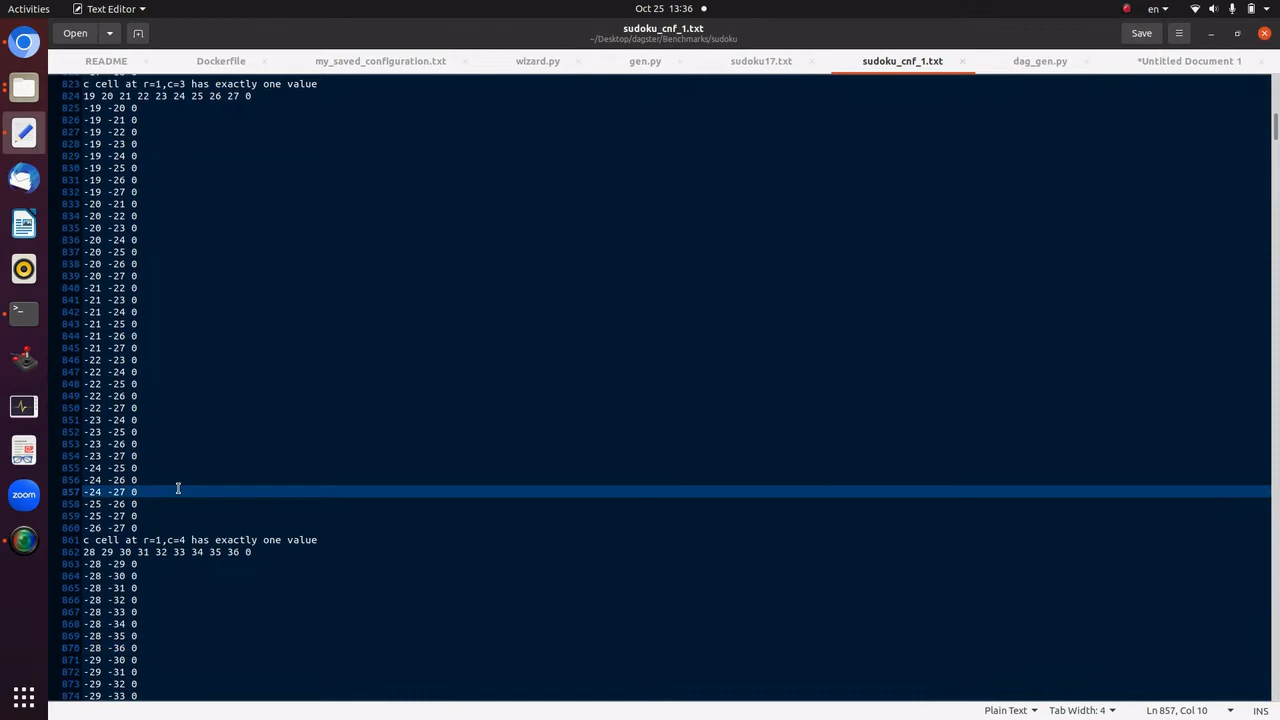 Activities
Text Editor
Oct 25 13:36
en
Open
sudoku_cnf_1.txt
~/Desktop/dagster/Benchmarks/sudoku
Save
README
Dockerfile
my_saved_configuration.txt
wizard.py
gen.py
sudoku17.txt
sudoku_cnf_1.txt
dag_gen.py
*Untitled Document 1
823 c cell at r=1,c=3 has exactly one value
824 19 20 21 22 23 24 25 26 27 0
825 -19 -20 0
826 -19 -21 0
827 -19 -22 0
828 -19 -23 0
829 -19 -24 0
830 -19 -25 0
831 -19 -26 0
832 -19 -27 0
833 -20 -21 0
834 -20 -22 0
835 -20 -23 0
836 -20 -24 0
837 -20 -25 0
838 -20 -26 0
839 -20 -27 0
840 -21 -22 0
841 -21 -23 0
842 -21 -24 0
843 -21 -25 0
844 -21 -26 0
845 -21 -27 0
846 -22 -23 0
847 -22 -24 0
848 -22 -25 0
849 -22 -26 0
850 -22 -27 0
851 -23 -24 0
852 -23 -25 0
853 -23 -26 0
854 -23 -27 0
855 -24 -25 0
856 -24 -26 0
857 -24 -27 0
858 -25 -26 0
859 -25 -27 0
860 -26 -27 0
861 c cell at r=1,c=4 has exactly one value
862 28 29 30 31 32 33 34 35 36 0
863 -28 -29 0
864 -28 -30 0
865 -28 -31 0
866 -28 -32 0
867 -28 -33 0
868 -28 -34 0
869 -28 -35 0
870 -28 -36 0
871 -29 -30 0
872 -29 -31 0
873 -29 -32 0
874 -29 -33 0
zoom
Plain Text
Tab Width: 4
Ln 857, Col 10
INS